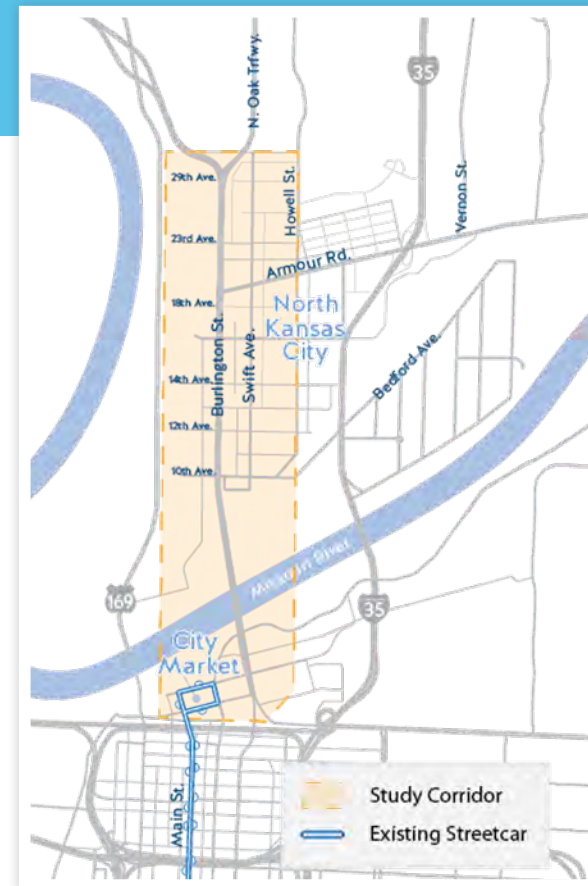 N. Oak Trfwy.
35
29th Ave.
Howell St.
Vernon St.
23rd Ave.
Armour Rd.
18th Ave.
North
Kansas
City
Burlington St.
Swift Ave.
14th Ave.
Bedford Ave.
12th Ave.
10th Ave.
Missouri River
169
35
City
Market
Main St.
Study Corridor
Existing Streetcar